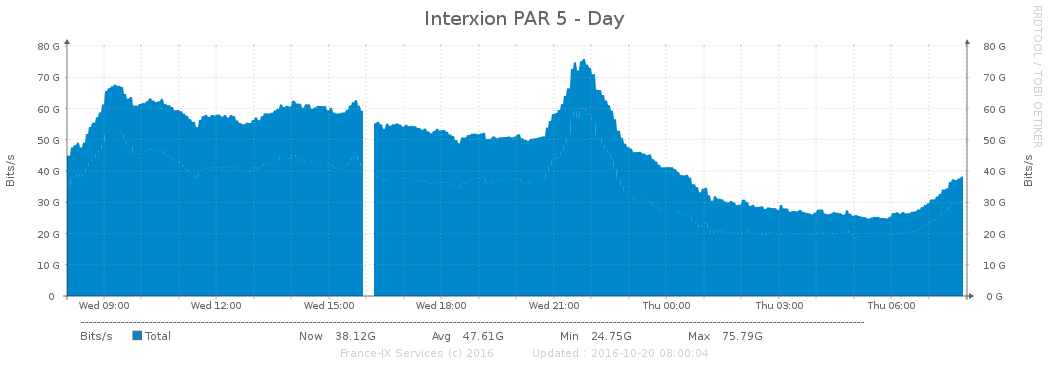 Interxion PAR 5 - Day
RRDTOOL / TOBI OETIKER
80 G 80 G
70 G 70 G
60 G 60 G
50 G 50 G
40 G 40 G
30 G 30 G
20 G 20 G
10 G 10 G
0 0 G
Bits/s
Bits/s
Wed 09:00 Wed 12:00 Wed 15:00 Wed 18:00 Wed 21:00 Thu 00:00 Thu 03:00 Thu 06:00
Bits/s Total Now 38.12G Avg 47.61G Min 24.75G Max 75.79G
France-IX Services (c) 2016 Updated : 2016-10-20 08:00:04